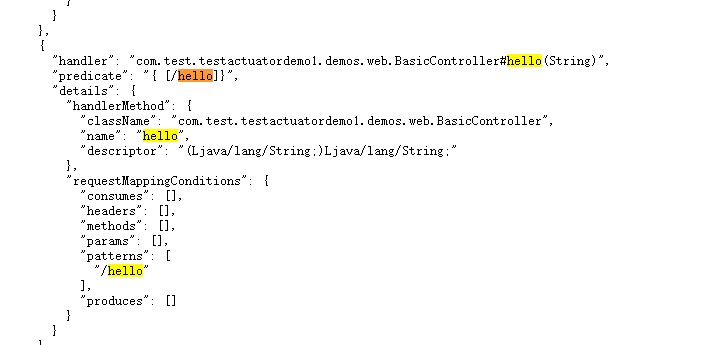 }
}
},
{
"handler": "com.test.testactuatordemo1.demos.web.BasicController#hello(String)",
"predicate": "{ [/hello]}",
"details": {
"handlerMethod": {
"className": "com.test.testactuatordemo1.demos.web.BasicController",
"name": "hello",
"descriptor": "(Ljava/lang/String;)Ljava/lang/String;"
},
"requestMappingConditions": {
"consumes": [],
"headers": [],
"methods": [],
"params": [],
"patterns": [
"/hello"
],
"produces": []
}
}